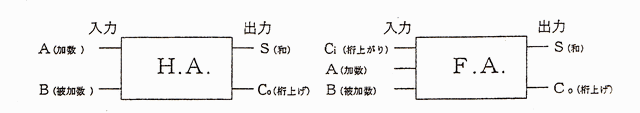 入力 出力 入力 出力
A(加数) S(和) Ci(桁上がり) S(和)
H.A. A(加数) F.A.
B(被加数) Co(桁上げ) B(被加数) Co(桁上げ)